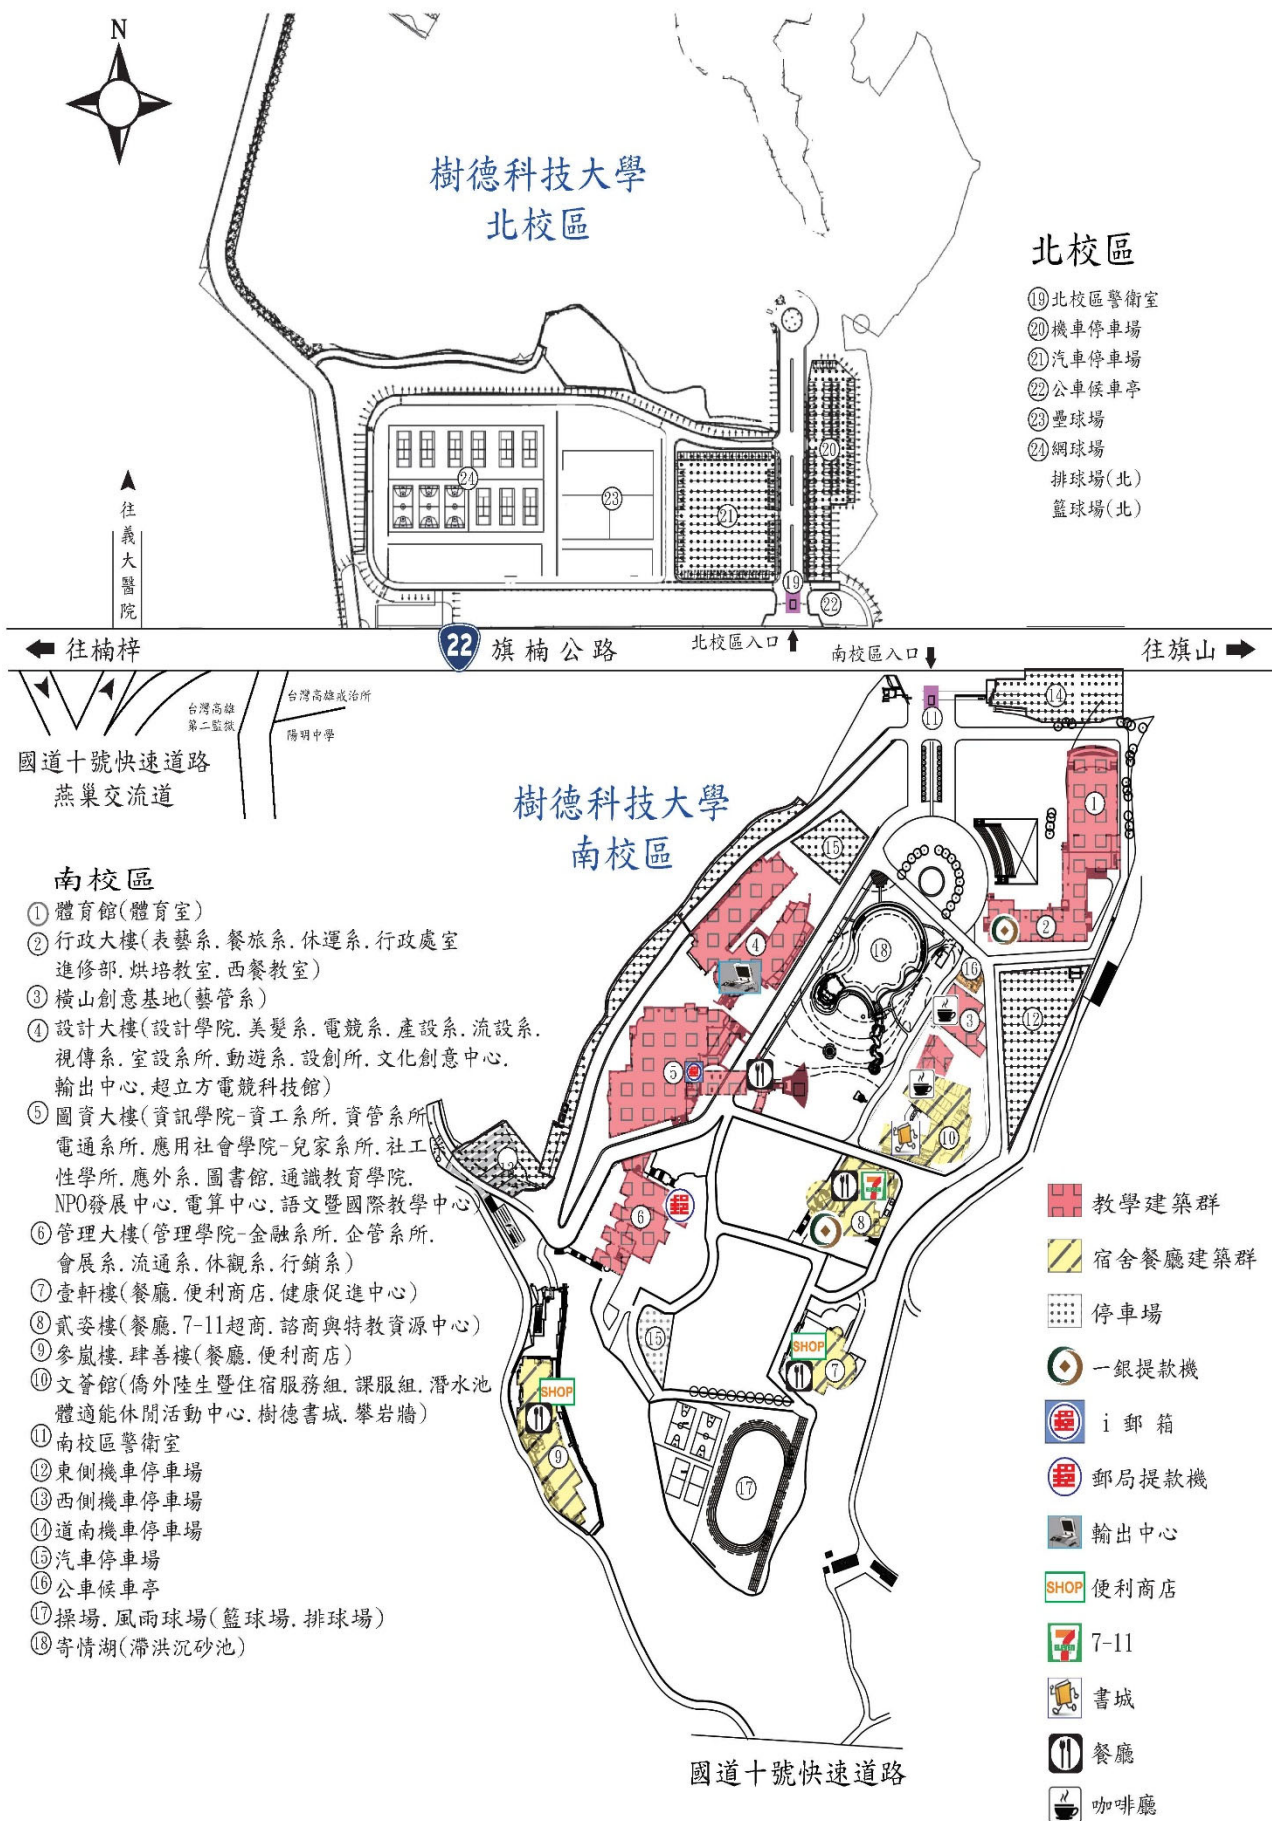 N
樹德科技大學
北校區
北校區
⑲北校區警衛室
⑳機車停車場
㉑汽車停車場
㉒公車候車亭
㉓壘球場
㉔網球場
排球場(北)
籃球場(北)
⑳
㉔
㉓
㉑
⑲
㉒
往義大醫院
往楠梓
22
旗楠公路
北校區入口
南校區入口
往旗山
台灣高雄戒治所
台灣高雄
第二監獄
陽明中學
國道十號快速道路
燕巢交流道
樹德科技大學
南校區
⑪
⑭
①
⑮
②
④
⑱
⑯
③
⑫
⑤
⑩
⑬
⑥
⑧
⑮
SHOP
⑦
SHOP
⑨
⑰
南校區
①體育館(體育室)
②行政大樓(表藝系.餐旅系.休運系.行政處室
進修部.烘培教室.西餐教室)
③橫山創意基地(藝管系)
④設計大樓(設計學院.美髮系.電競系.產設系.流設系.
視傳系.室設系所.動遊系.設創所.文化創意中心.
輸出中心.超立方電競科技館)
⑤圖資大樓(資訊學院-資工系所.資管系所
電通系所.應用社會學院-兒家系所.社工系
性學所.應外系.圖書館.通識教育學院.
NPO發展中心.電算中心.語文暨國際教學中心)
⑥管理大樓(管理學院-金融系所.企管系所.
會展系.流通系.休觀系.行銷系)
⑦壹軒樓(餐廳.便利商店.健康促進中心)
⑧貳姿樓(餐廳.7-11超商.諮商與特教資源中心)
⑨參嵐樓.肆善樓(餐廳.便利商店)
⑩文薈館(僑外陸生暨住宿服務組.課服組.潛水池
體適能休閒活動中心.樹德書城.攀岩牆)
⑪南校區警衛室
⑫東側機車停車場
⑬西側機車停車場
⑭道南機車停車場
⑮汽車停車場
⑯公車候車亭
⑰操場.風雨球場(籃球場.排球場)
⑱寄情湖(滯洪沉砂池)
教學建築群
宿舍餐廳建築群
停車場
一銀提款機
i郵箱
郵局提款機
輸出中心
SHOP 便利商店
7-11
書城
餐廳
咖啡廳
國道十號快速道路